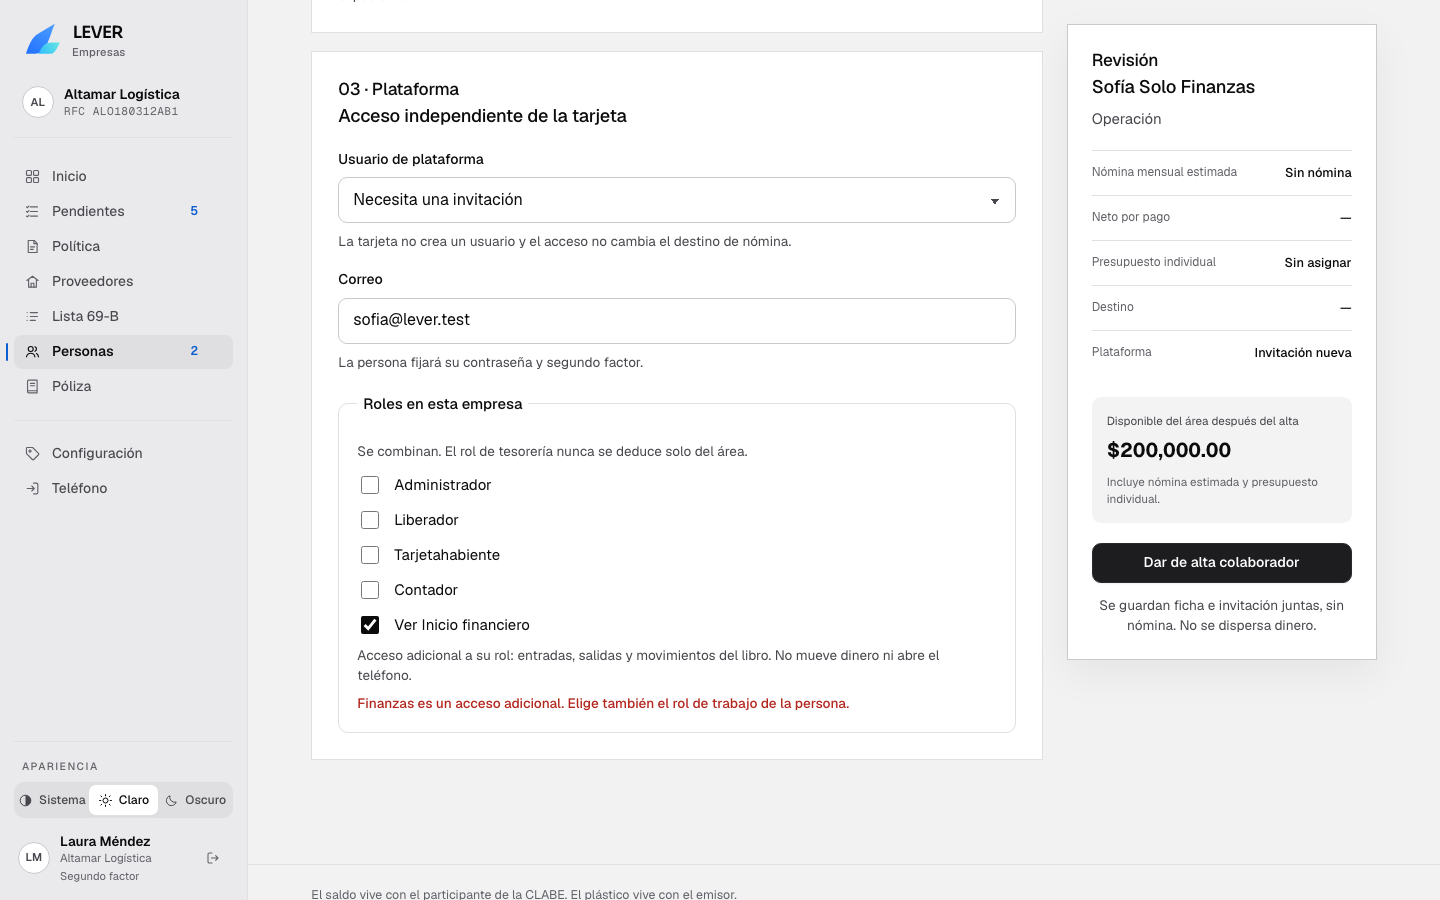 LEVER
Empresas
AL
Altamar Logística
RFC ALO180312AB1
Inicio
Pendientes 5
Política
Proveedores
Lista 69-B
Personas 2
Póliza
Configuración
Teléfono
APARIENCIA
Sistema Claro Oscuro
LM
Laura Méndez
Altamar Logística
Segundo factor
03 · Plataforma
Acceso independiente de la tarjeta
Usuario de plataforma
Necesita una invitación
La tarjeta no crea un usuario y el acceso no cambia el destino de nómina.
Correo
sofia@lever.test
La persona fijará su contraseña y segundo factor.
Roles en esta empresa
Se combinan. El rol de tesorería nunca se deduce solo del área.
Administrador
Liberador
Tarjetahabiente
Contador
Ver Inicio financiero
Acceso adicional a su rol: entradas, salidas y movimientos del libro. No mueve dinero ni abre el
teléfono.
Finanzas es un acceso adicional. Elige también el rol de trabajo de la persona.
El saldo vive con el participante de la CLABE. El plástico vive con el emisor.
Revisión
Sofía Solo Finanzas
Operación
Nómina mensual estimada Sin nómina
Neto por pago —
Presupuesto individual Sin asignar
Destino —
Plataforma Invitación nueva
Disponible del área después del alta
$200,000.00
Incluye nómina estimada y presupuesto
individual.
Dar de alta colaborador
Se guardan ficha e invitación juntas, sin
nómina. No se dispersa dinero.